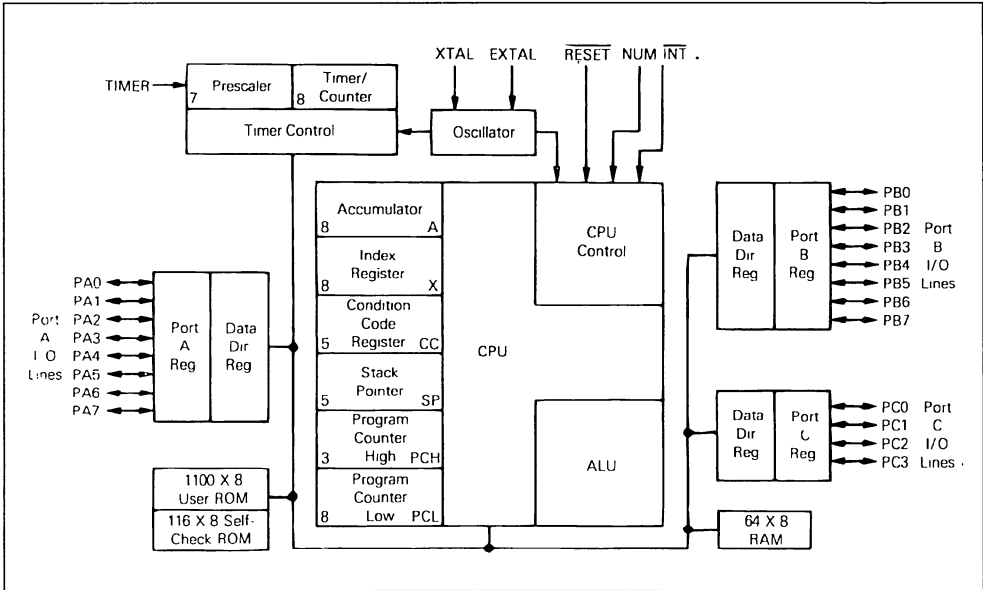 XTAL EXTAL RESET NUM INT .
TIMER
7 Prescaler
8 Timer/
Counter
Timer Control
Oscillator
8 Accumulator A
Index
Register
8 X
Condition
Code
Register
5 CC
Stack
Pointer
5 SP
Program
Counter
3 High PCH
Program
Counter
8 Low PCL
CPU
CPU
Control
ALU
PA0
PA1
Port PA2
A PA3
I O PA4
Lines PA5
PA6
PA7
Port
A
Reg
Data
Dir
Reg
1100 X 8
User ROM
116 X 8 Self-
Check ROM
Data
Dir
Reg
Port
B
Reg
PB0
PB1
PB2 Port
PB3 B
PB4 I/O
PB5 Lines
PB6
PB7
Data
Dir
Reg
Port
C
Reg
PC0 Port
PC1 C
PC2 I/O
PC3 Lines .
64 X 8
RAM